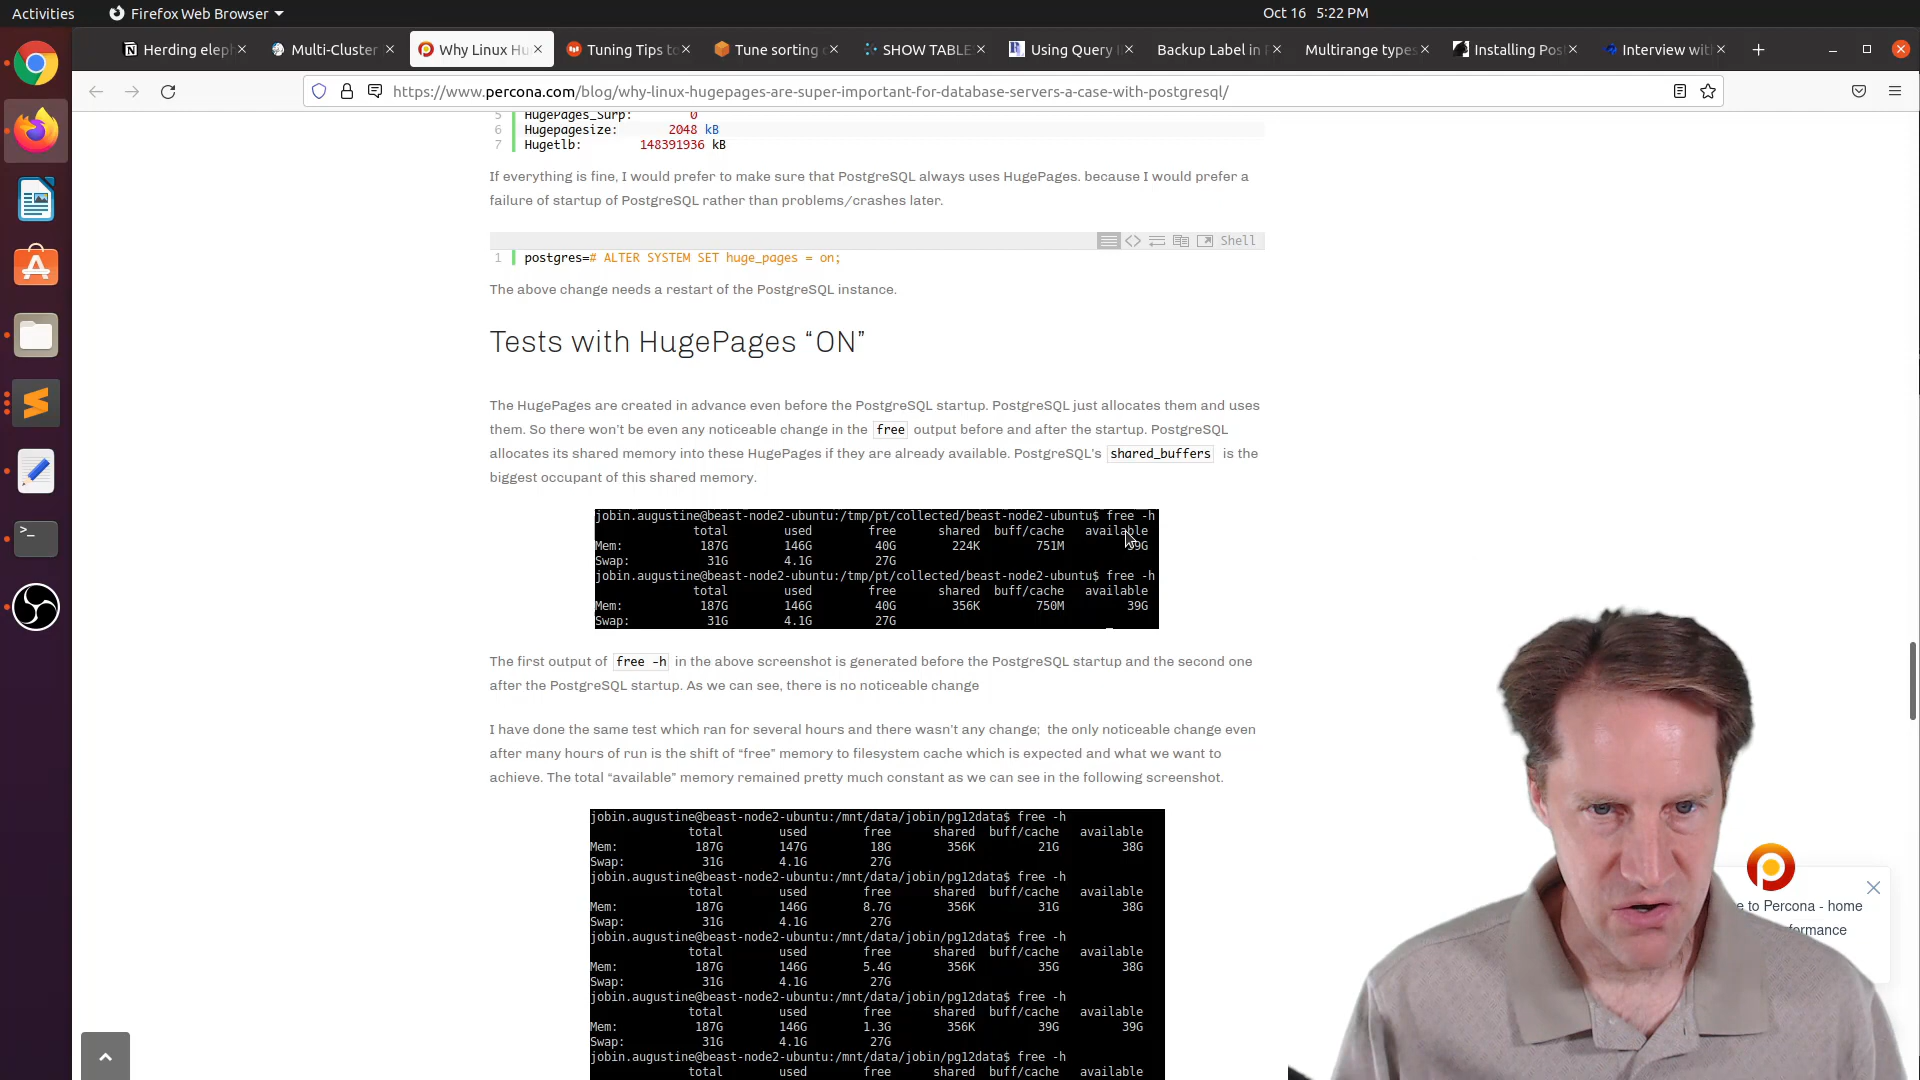 Activities
Firefox Web Browser
Oct 16 5:22 PM
Herding elep
Multi-Cluster
Why Linux Hu
Tuning Tips to
Tune sorting
SHOW TABLE
Using Query
Backup Label in
Multirange types
Installing Pos
Interview wit
https://www.percona.com/blog/why-linux-hugepages-are-super-important-for-database-servers-a-case-with-postgresql/
5 HugePages_Surp: 0
6 Hugepagesize: 2048 kB
7 Hugetlb: 148391936 kB
If everything is fine, I would prefer to make sure that PostgreSQL always uses HugePages. because I would prefer a
failure of startup of PostgreSQL rather than problems/crashes later.
Shell
1 postgres=# ALTER SYSTEM SET huge_pages = on;
The above change needs a restart of the PostgreSQL instance.
Tests with HugePages “ON”
The HugePages are created in advance even before the PostgreSQL startup. PostgreSQL just allocates them and uses
them. So there won’t be even any noticeable change in the free output before and after the startup. PostgreSQL
allocates its shared memory into these HugePages if they are already available. PostgreSQL’s shared_buffers is the
biggest occupant of this shared memory.
jobin.augustine@beast-node2-ubuntu:/tmp/pt/collected/beast-node2-ubuntu$ free -h
total used free shared buff/cache available
Mem: 187G 146G 40G 224K 751M 39G
Swap: 31G 4.1G 27G
jobin.augustine@beast-node2-ubuntu:/tmp/pt/collected/beast-node2-ubuntu$ free -h
total used free shared buff/cache available
Mem: 187G 146G 40G 356K 750M 39G
Swap: 31G 4.1G 27G
The first output of free -h in the above screenshot is generated before the PostgreSQL startup and the second one
after the PostgreSQL startup. As we can see, there is no noticeable change
I have done the same test which ran for several hours and there wasn’t any change; the only noticeable change even
after many hours of run is the shift of “free” memory to filesystem cache which is expected and what we want to
achieve. The total “available” memory remained pretty much constant as we can see in the following screenshot.
jobin.augustine@beast-node2-ubuntu:/mnt/data/jobin/pg12data$ free -h
total used free shared buff/cache available
Mem: 187G 147G 18G 356K 21G 38G
Swap: 31G 4.1G 27G
jobin.augustine@beast-node2-ubuntu:/mnt/data/jobin/pg12data$ free -h
total used free shared buff/cache available
Mem: 187G 146G 8.7G 356K 31G 38G
Swap: 31G 4.1G 27G
jobin.augustine@beast-node2-ubuntu:/mnt/data/jobin/pg12data$ free -h
total used free shared buff/cache available
Mem: 187G 146G 5.4G 356K 35G 38G
Swap: 31G 4.1G 27G
jobin.augustine@beast-node2-ubuntu:/mnt/data/jobin/pg12data$ free -h
total used free shared buff/cache available
Mem: 187G 146G 1.3G 356K 39G 39G
Swap: 31G 4.1G 27G
jobin.augustine@beast-node2-ubuntu:/mnt/data/jobin/pg12data$ free -h
total used free shared buff/cache available
e to Percona - home
formance